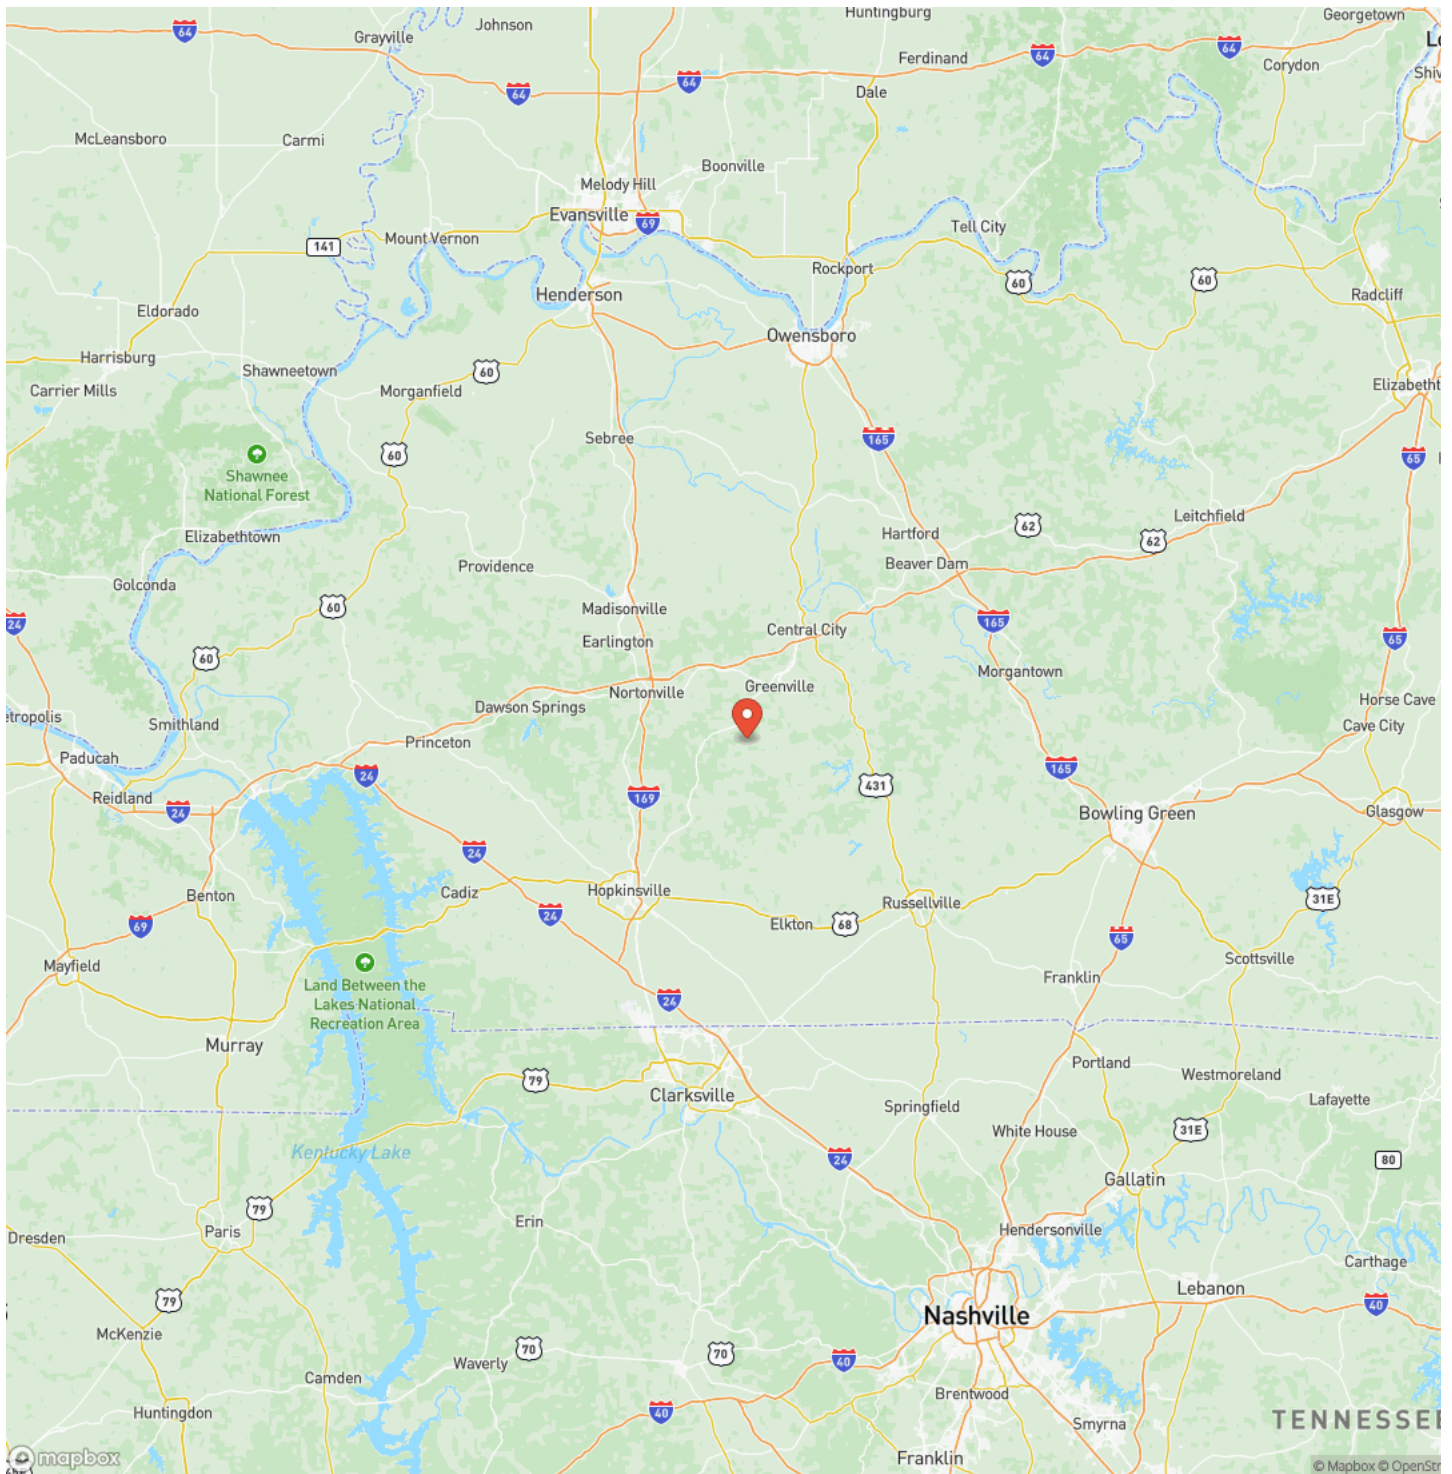 Johnson
Huntingburg
Georgetown
64
Grayville
64
64
64
Ferdinand
Corydon
Dale
64
McLeansboro
Carmi
Boonville
Melody Hill
Evansville
69
Tell City
141
Mount Vernon
Rockport
60
60
Henderson
Radcliff
Eldorado
Owensboro
Harrisburg
Shawneetown
60
Carrier Mills
Morganfield
Sebree
165
60
65
Shawnee
National Forest
Leitchfield
62
62
Elizabethtown
Hartford
Beaver Dam
Providence
Golconda
60
Madisonville
24
165
Central City
65
Earlington
60
Morgantown
Greenville
Nortonville
Horse Cave
Dawson Springs
Smithland
Cave City
Princeton
Paducah
24
165
431
Reidland
24
169
Bowling Green
Glasgow
24
Benton
Cadiz
Hopkinsville
31E
Russellville
24
68
Elkton
69
65
Mayfield
Scottsville
Franklin
Land Between the
Lakes National
Recreation Area
24
Murray
Portland
79
Westmoreland
Clarksville
Lafayette
Springfield
White House
31E
Kentucky Lake
24
80
Gallatin
79
Erin
Paris
Hendersonville
Dresden
Carthage
Lebanon
79
40
Nashville
McKenzie
70
70
Waverly
40
Camden
Brentwood
Huntingdon
40
Smyrna
TENNESSEE
Franklin
mapbox
© Mapbox © OpenStr